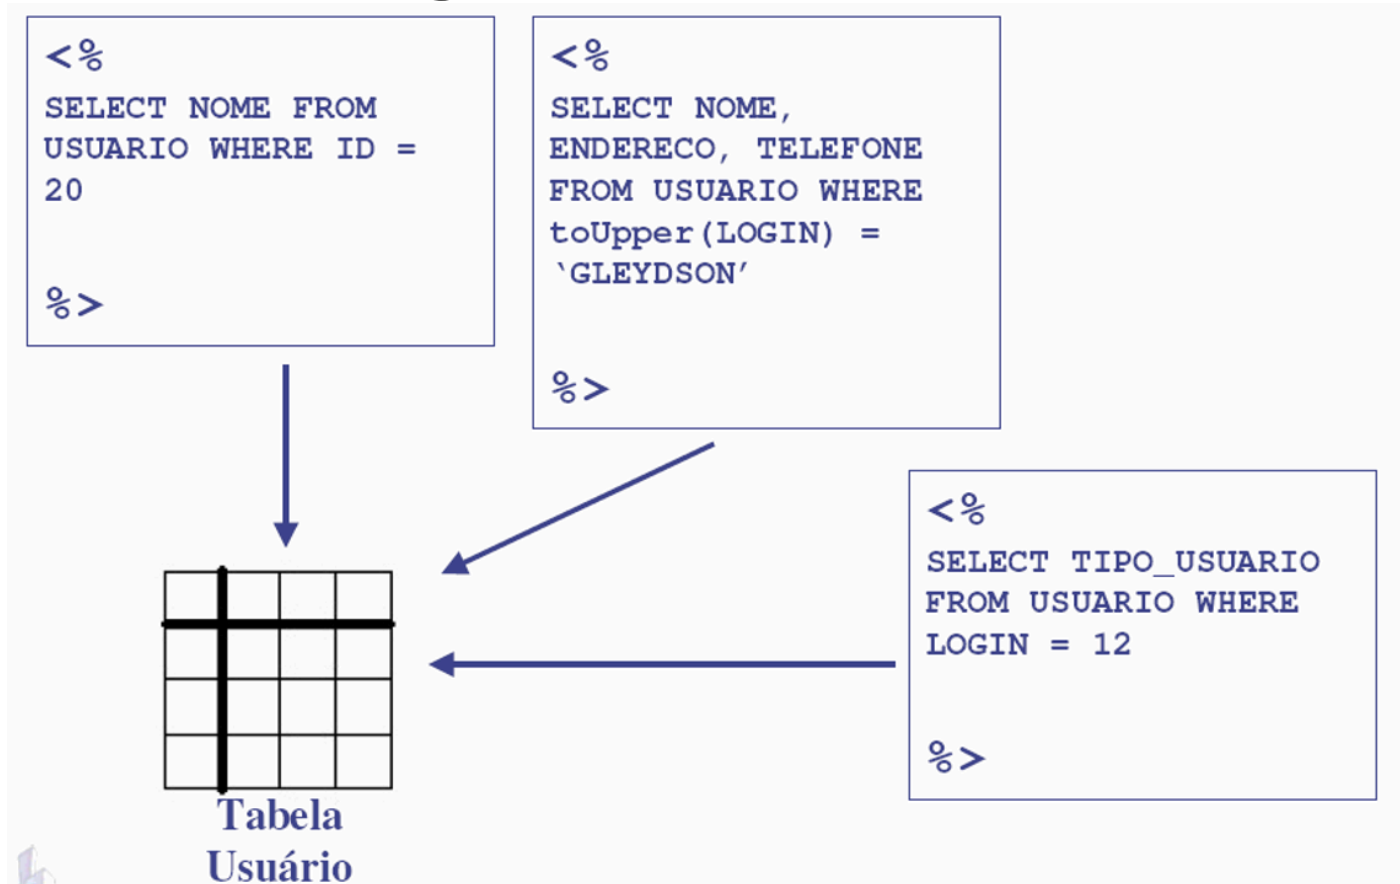 <%
SELECT NOME FROM
USUARIO WHERE ID =
20
%>
<%
SELECT NOME,
ENDERECO, TELEFONE
FROM USUARIO WHERE
toUpper(LOGIN) =
‘GLEYDSON’
%>
<%
SELECT TIPO_USUARIO
FROM USUARIO WHERE
LOGIN = 12
%>
Tabela
Usuário